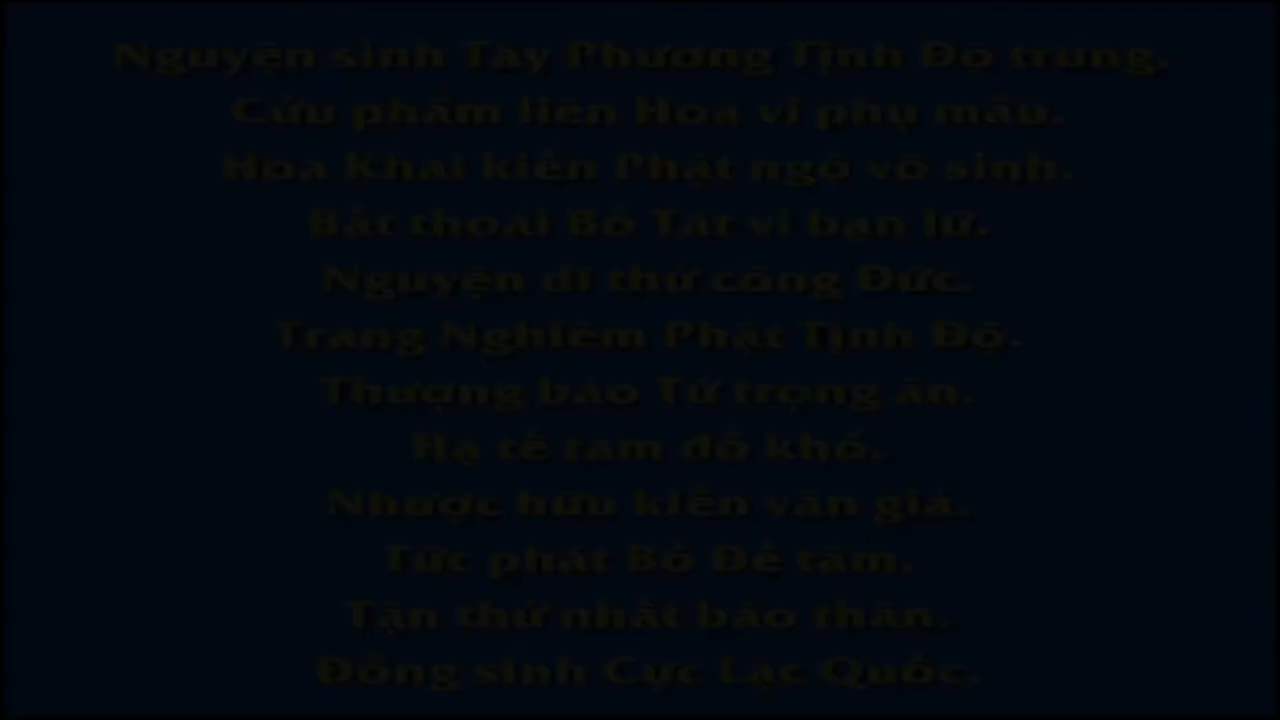 Nguyện sinh Tây Phương Tịnh Độ trung.
Cửu phẩm liên Hoa vi phụ mẫu.
Hoa Khai kiến Phật ngộ vô sinh.
Bất thoái Bồ Tát vi bạn lữ.
Nguyện dĩ thử công Đức.
Trang Nghiêm Phật Tịnh Độ.
Thượng báo Tứ trọng ân.
Hạ tế tam đồ khổ.
Nhược hữu kiến văn giả.
Tức phát Bồ Đề tâm.
Tận thử nhất báo thân.
Đồng sinh Cực Lạc Quốc.